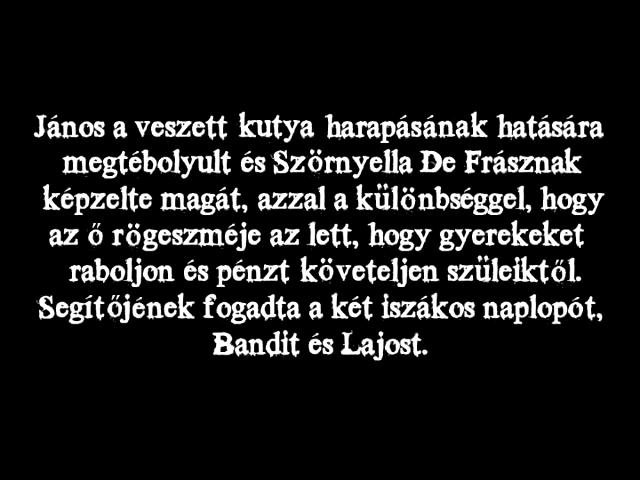 János a veszett kutya harapásának hatására
megtébolyult és Szörnyella De Frásznak
képzelte magát, azzal a különbséggel, hogy
az ő rögeszméje az lett, hogy gyerekeket
raboljon és pénzt követeljen szüleiktől.
Segítőjének fogadta a két iszákos naplopót,
Bandit és Lajost.